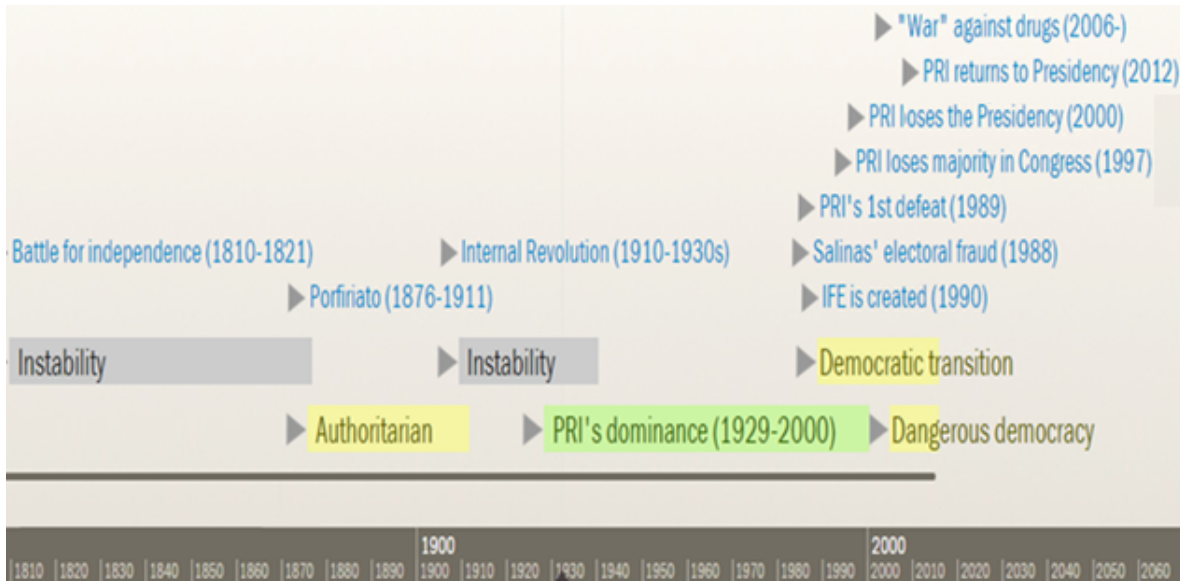 "War" against drugs (2006-)
PRI returns to Presidency (2012)
PRI loses the Presidency (2000)
PRI loses majority in Congress (1997)
PRI's 1st defeat (1989)
Battle for independence (1810-1821) Internal Revolution (1910-1930s) Salinas' electoral fraud (1988)
Porfiriato (1876-1911) IFE is created (1990)
Instability Instability Democratic transition
Authoritarian PRI's dominance (1929-2000) Dangerous democracy
1900 2000
1810 1820 1830 1840 1850 1860 1870 1880 1890 1900 1910 1920 1930 1940 1950 1960 1970 1980 1990 2000 2010 2020 2030 2040 2050 2060